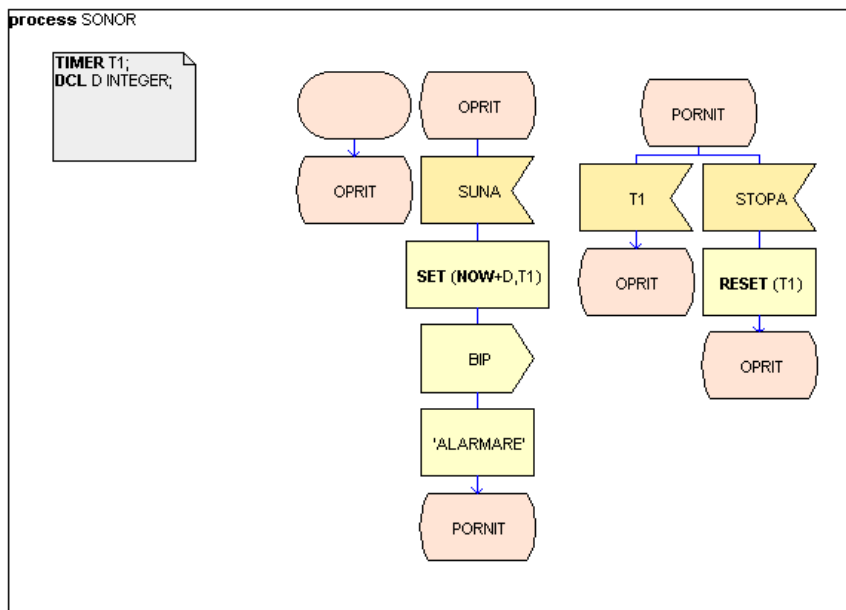 process SONOR
TIMER T1;
DCL D INTEGER;
OPRIT
OPRIT
SUNA
SET (NOW+D,T1)
BIP
'ALARMARE'
PORNIT
PORNIT
T1
OPRIT
STOPA
RESET (T1)
OPRIT